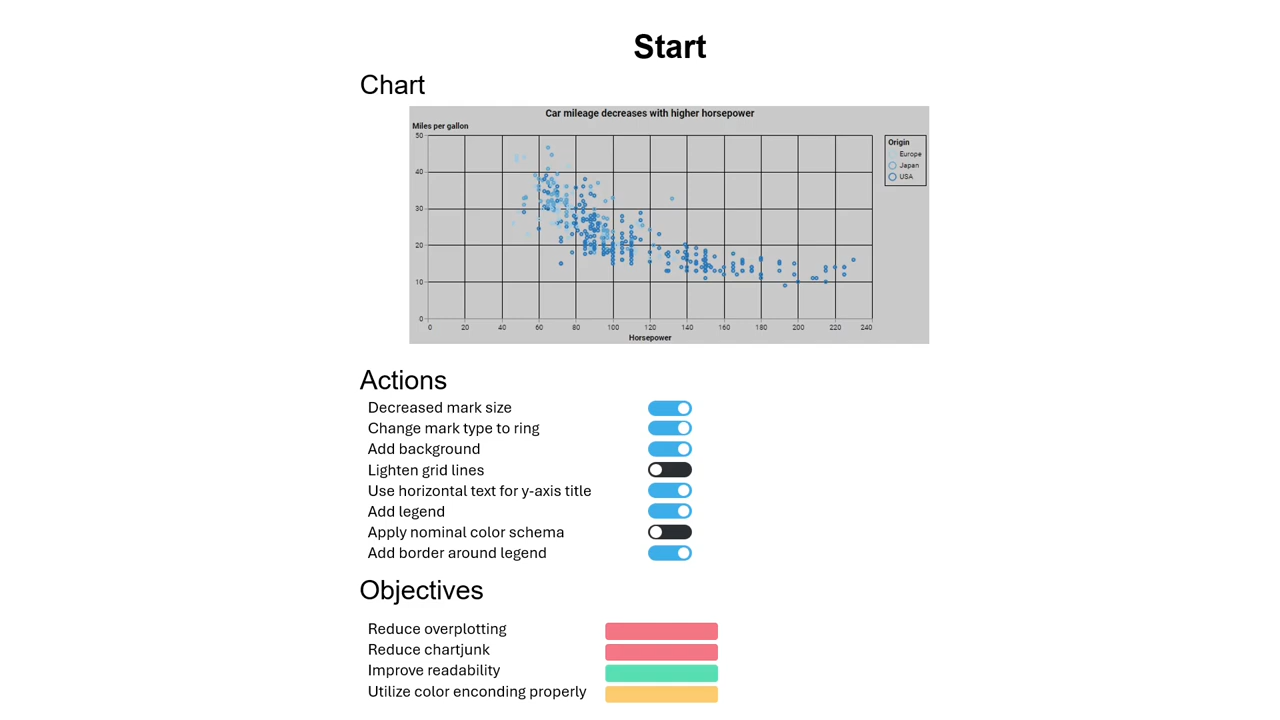 Start
Chart
Car mileage decreases with higher horsepower
Miles per gallon
50
40
30
20
10
0
0 20 40 60 80 100 120 140 160 180 200 220 240
Horsepower
Origin
Europe
Japan
USA
Actions
Decreased mark size
Change mark type to ring
Add background
Lighten grid lines
Use horizontal text for y-axis title
Add legend
Apply nominal color schema
Add border around legend
Objectives
Reduce overplotting
Reduce chartjunk
Improve readability
Utilize color enconding properly